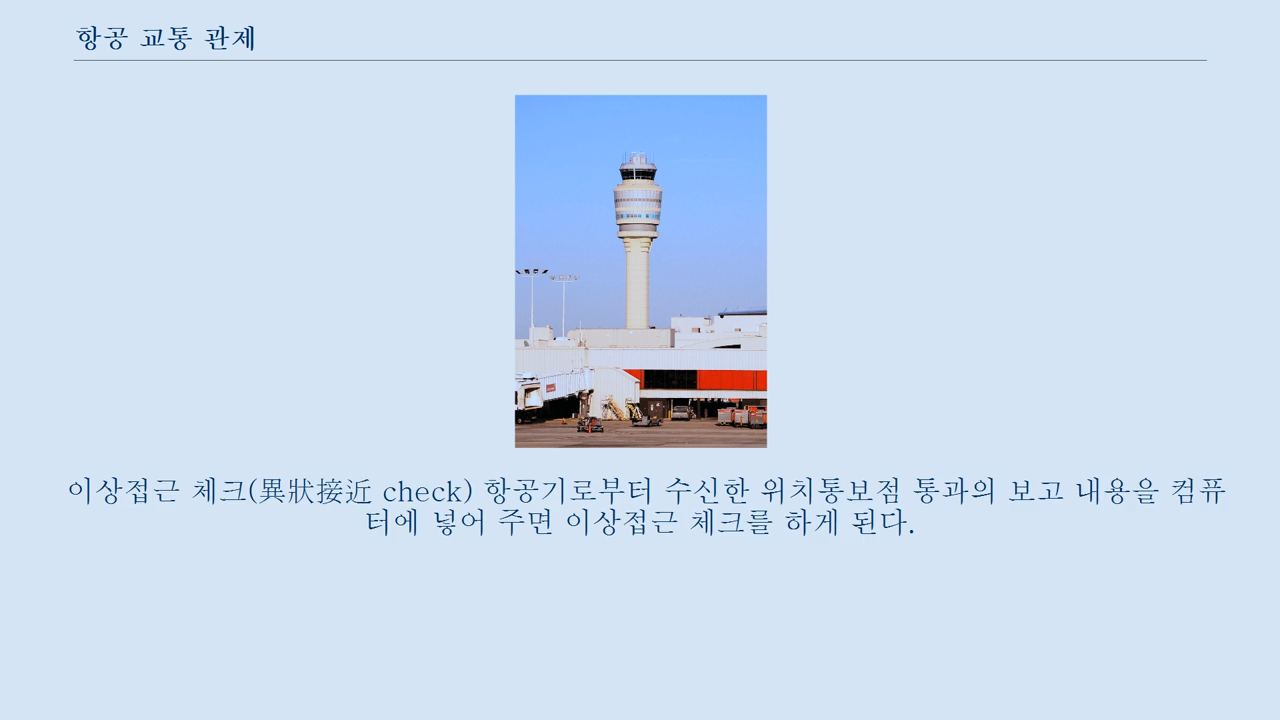 항공 교통 관제
이상접근 체크(異狀接近 check) 항공기로부터 수신한 위치통보점 통과의 보고 내용을 컴퓨
터에 넣어 주면 이상접근 체크를 하게 된다.